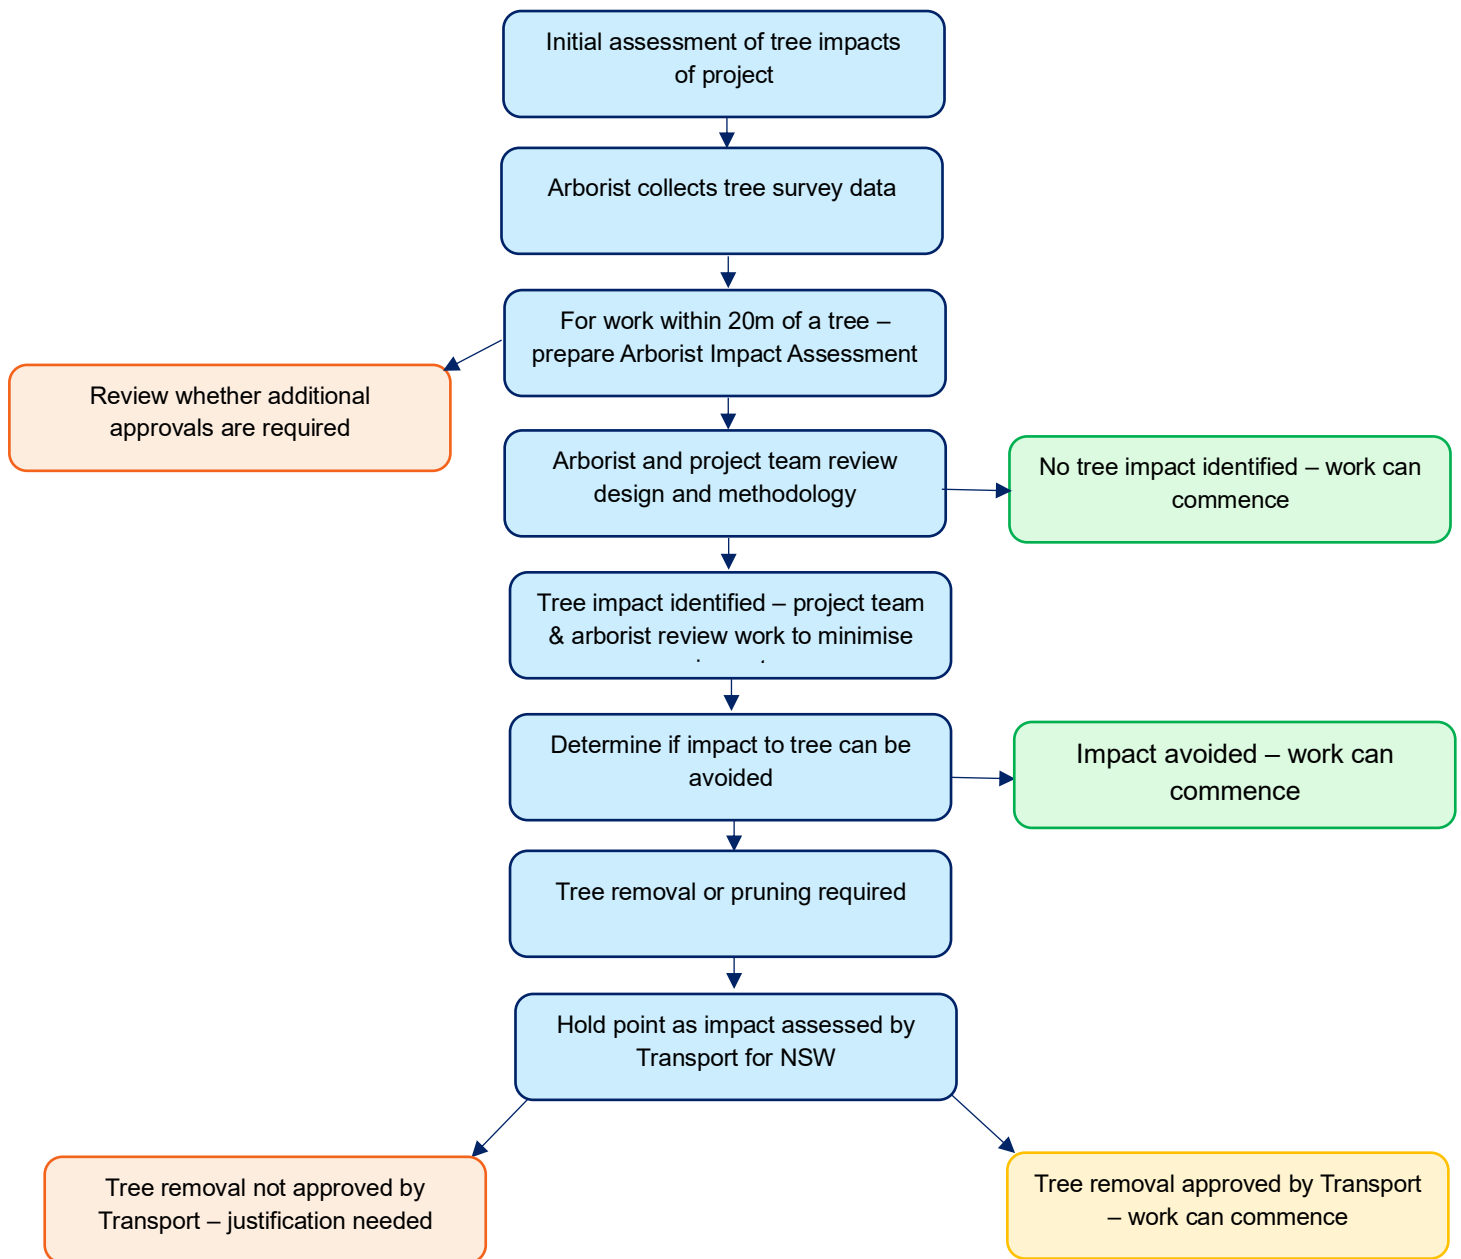 Initial assessment of tree impacts
of project
Arborist collects tree survey data
For work within 20m of a tree –
prepare Arborist Impact Assessment
Review whether additional
approvals are required
Arborist and project team review
design and methodology
No tree impact identified – work can
commence
Tree impact identified – project team
& arborist review work to minimise
Determine if impact to tree can be
avoided
Impact avoided – work can
commence
Tree removal or pruning required
Hold point as impact assessed by
Transport for NSW
Tree removal not approved by
Transport – justification needed
Tree removal approved by Transport
– work can commence